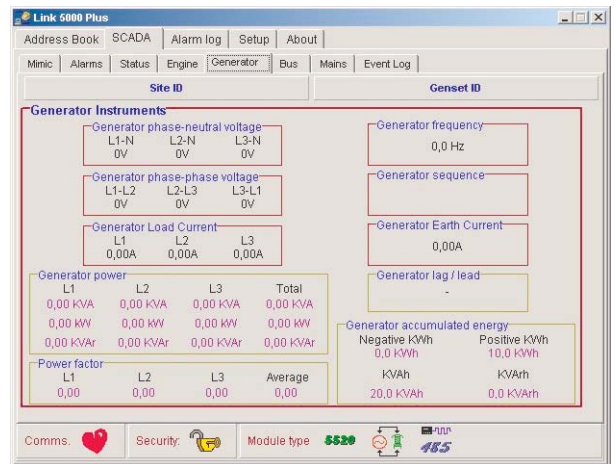 Link 5000 Plus
Address Book SCADA Alarm log Setup About
Mimic Alarms Status Engine Generator Bus Mains Event Log
Site ID Genset ID
Generator Instruments
Generator phase-neutral voltage
L1-N L2-N L3-N
0V 0V 0V
Generator frequency
0,0 Hz
Generator phase-phase voltage
L1-L2 L2-L3 L3-L1
0V 0V 0V
Generator sequence
Generator Load Current
L1 L2 L3
0,00A 0,00A 0,00A
Generator Earth Current
0,00A
Generator power
L1 L2 L3 Total
0,00 KVA 0,00 KVA 0,00 KVA 0,00 KVA
0,00 kW 0,00 kW 0,00 kW 0,00 kW
0,00 KVAr 0,00 KVAr 0,00 KVAr 0,00 KVAr
Generator lag / lead
-
Power factor
L1 L2 L3 Average
0,00 0,00 0,00 0,00
Generator accumulated energy
Negative KWh Positive KWh
0,0 KWh 10,0 KWh
KVAh KVArh
20,0 KVAh 0,0 KVArh
Comms. Security: Module type 5520 485